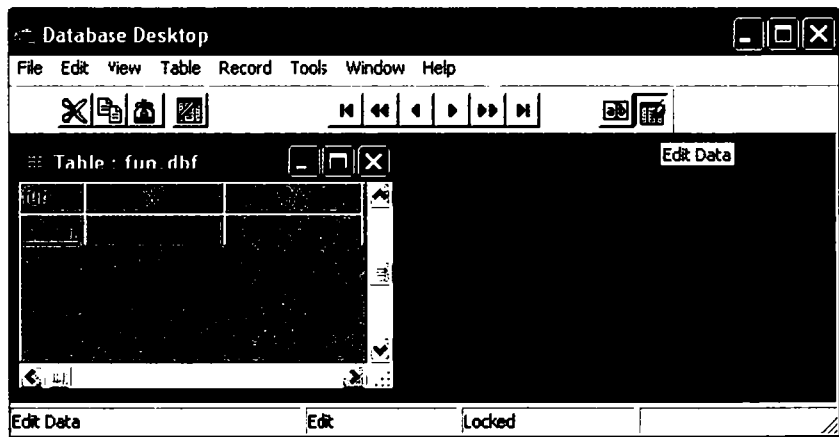 Database Desktop
File Edit View Table Record Tools Window Help
Edit Data
Table : fun.dbf
Edit Data Edit Locked